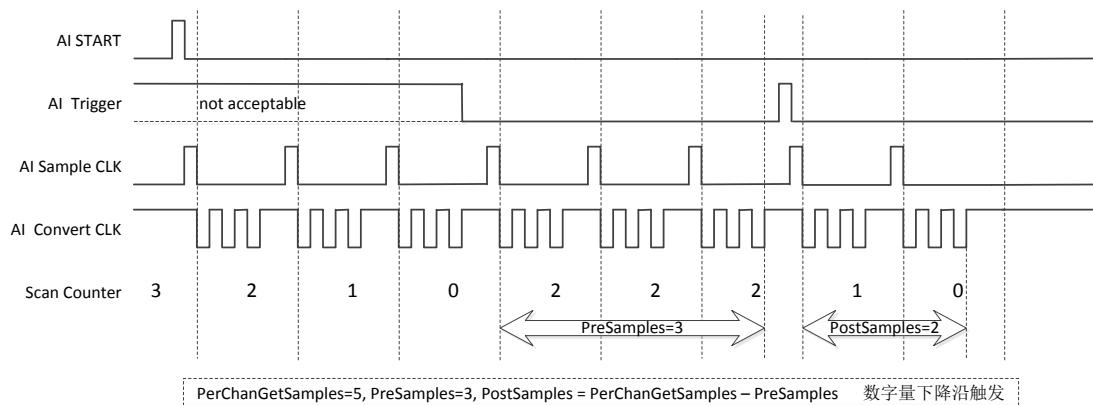 AI START
AI Trigger
not acceptable
AI Sample CLK
AI Convert CLK
Scan Counter 3 2 1 0 2 2 2 1 0
PreSamples=3 PostSamples=2
PerChanGetSamples=5, PreSamples=3, PostSamples = PerChanGetSamples – PreSamples 数字量下降沿触发